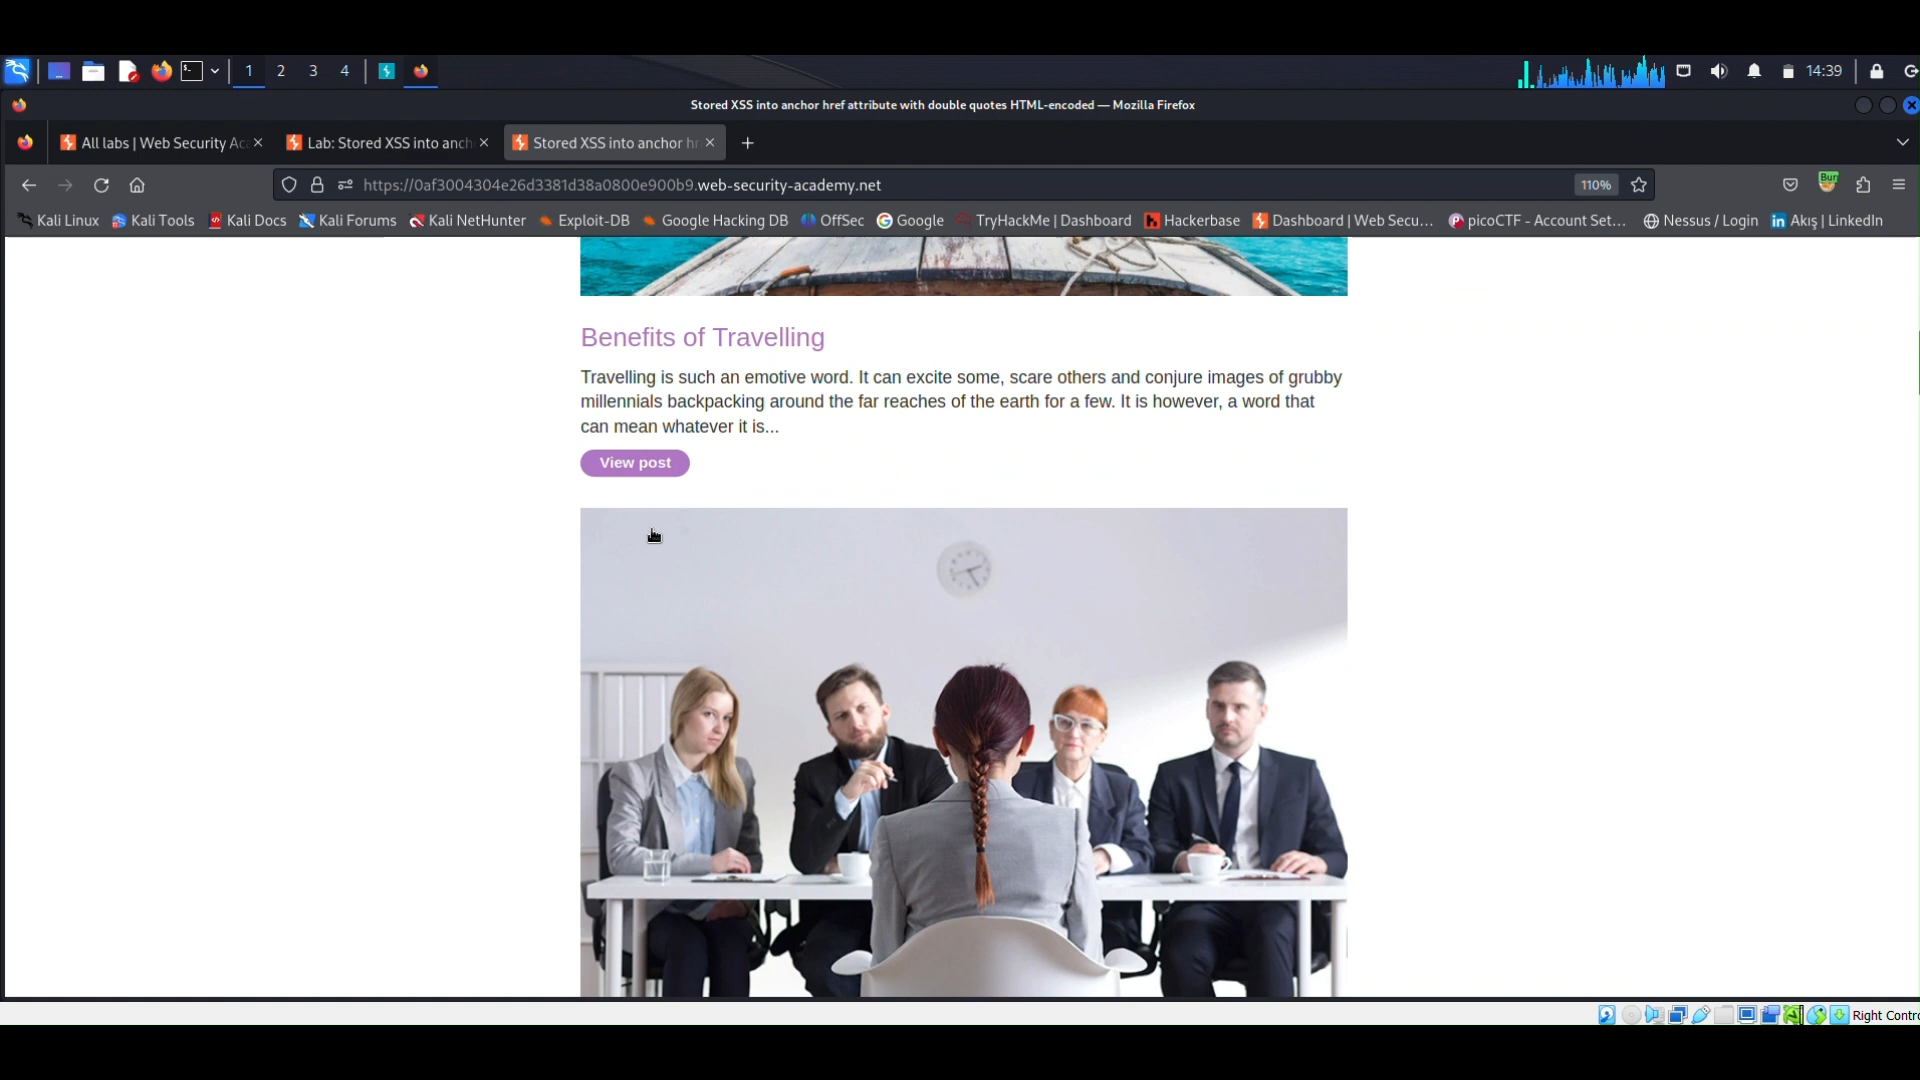 1 2 3 4 14:39
Stored XSS into anchor href attribute with double quotes HTML-encoded — Mozilla Firefox
All labs | Web Security Ac Lab: Stored XSS into anch Stored XSS into anchor hr
https://0af3004304e26d3381d38a0800e900b9.web-security-academy.net 110% Bur
Kali Linux Kali Tools Kali Docs Kali Forums Kali NetHunter Exploit-DB Google Hacking DB OffSec Google TryHackMe | Dashboard Hackerbase Dashboard | Web Secu... picoCTF - Account Set... Nessus / Login Akış | LinkedIn
Benefits of Travelling
Travelling is such an emotive word. It can excite some, scare others and conjure images of grubby
millennials backpacking around the far reaches of the earth for a few. It is however, a word that
can mean whatever it is...
View post
Right Contro